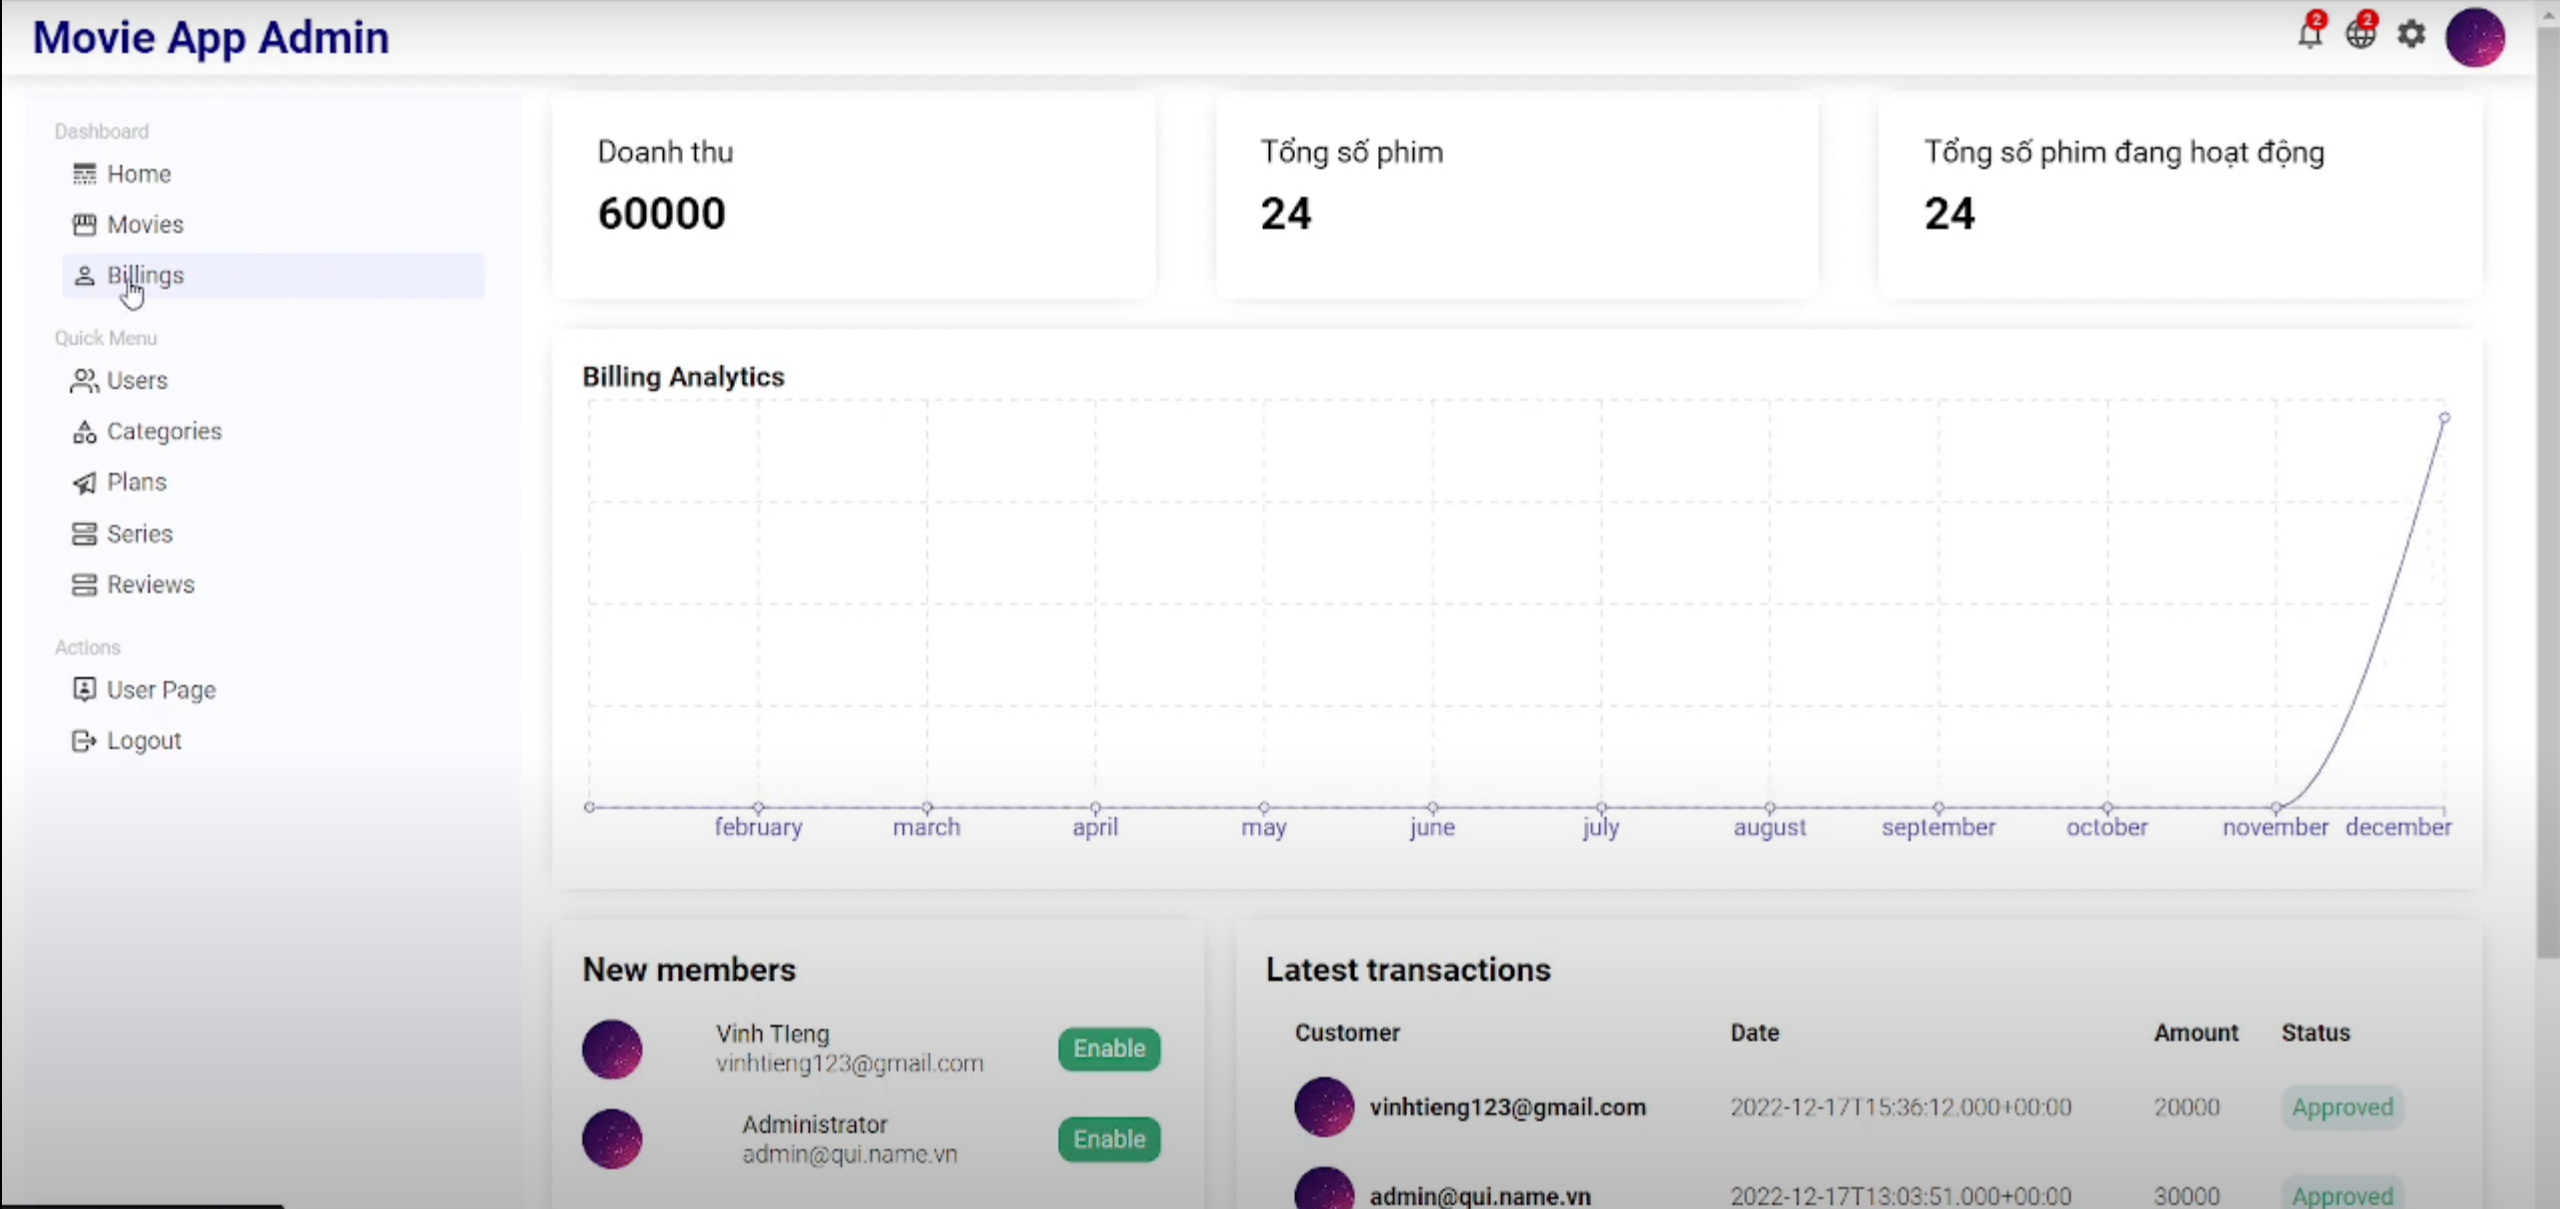 Movie App Admin
2
2
Dashboard
Home
Movies
Billings
Quick Menu
Users
Categories
Plans
Series
Reviews
Actions
User Page
Logout
Doanh thu
60000
Tổng số phim
24
Tổng số phim đang hoạt động
24
Billing Analytics
february march april may june july august september october november december
New members
Vinh TIeng
vinhtieng123@gmail.com
Enable
Administrator
admin@qui.name.vn
Enable
Latest transactions
Customer Date Amount Status
vinhtieng123@gmail.com 2022-12-17T15:36:12.000+00:00 20000 Approved
admin@qui.name.vn 2022-12-17T13:03:51.000+00:00 30000 Approved